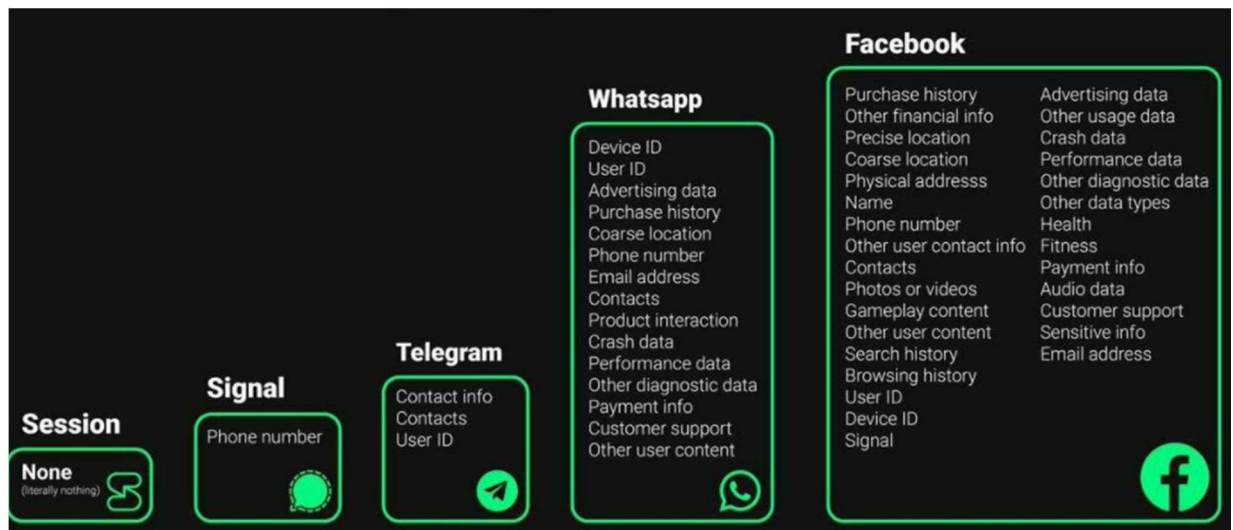 Session
None
(literally nothing)
Signal
Phone number
Telegram
Contact info
Contacts
User ID
Whatsapp
Device ID
User ID
Advertising data
Purchase history
Coarse location
Phone number
Email address
Contacts
Product interaction
Crash data
Performance data
Other diagnostic data
Payment info
Customer support
Other user content
Facebook
Purchase history
Other financial info
Precise location
Coarse location
Physical addresss
Name
Phone number
Other user contact info
Contacts
Photos or videos
Gameplay content
Other user content
Search history
Browsing history
User ID
Device ID
Signal
Advertising data
Other usage data
Crash data
Performance data
Other diagnostic data
Other data types
Health
Fitness
Payment info
Audio data
Customer support
Sensitive info
Email address